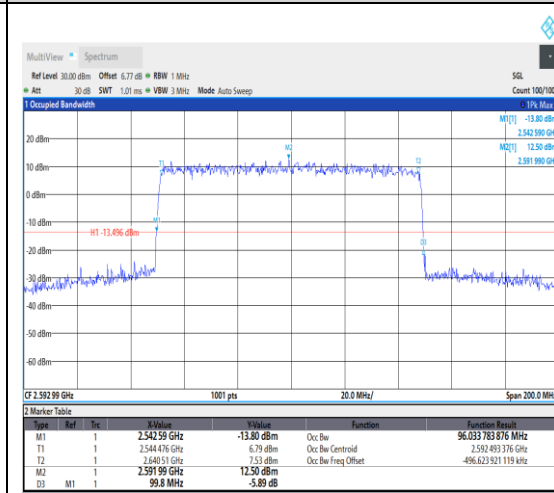 MultiView Spectrum
Ref Level 30.00 dBm Offset 6.77 dB RBW 1 MHz SGL
Att 30 dB SWT 1.01 ms VBW 3 MHz Mode Auto Sweep Count 100/100
1 Occupied Bandwidth 1Pk Max
M1[1] -13.80 dBm
2.542 590 GHz
M2[1] 12.50 dBm
2.591 990 GHz
20 dBm
10 dBm
0 dBm
-10 dBm
-20 dBm
-30 dBm
-40 dBm
-50 dBm
-60 dBm
T1
M2
T2
M1
H1 -13.496 dBm
D3
CF 2.592 99 GHz 1001 pts 20.0 MHz/ Span 200.0 MHz
2 Marker Table
Type Ref Trc X-Value Y-Value Function Function Result
M1 1 2.542 59 GHz -13.80 dBm Occ Bw 96.033 783 876 MHz
T1 1 2.544 476 GHz 6.79 dBm Occ Bw Centroid 2.592 493 376 GHz
T2 1 2.640 51 GHz 7.53 dBm Occ Bw Freq Offset -496.623 921 119 kHz
M2 1 2.591 99 GHz 12.50 dBm
D3 M1 1 99.8 MHz -5.89 dB